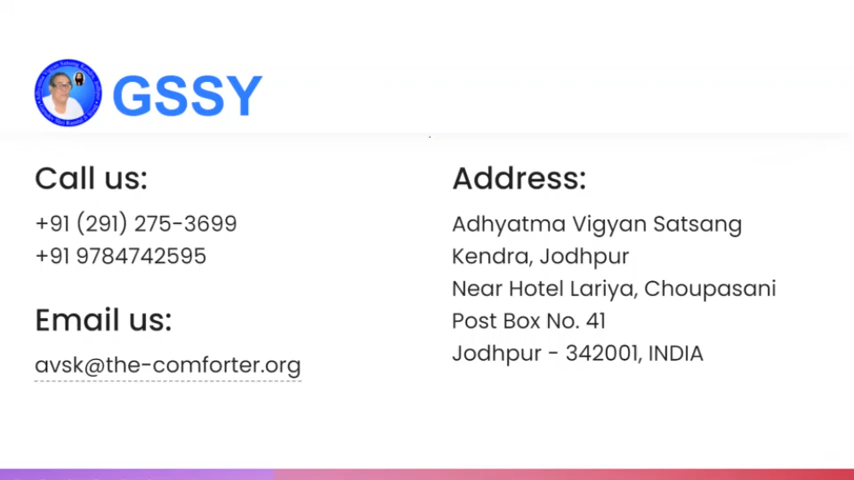 GSSY
Call us:
+91 (291) 275-3699
+91 9784742595
Email us:
avsk@the-comforter.org
Address:
Adhyatma Vigyan Satsang
Kendra, Jodhpur
Near Hotel Lariya, Choupasani
Post Box No. 41
Jodhpur - 342001, INDIA